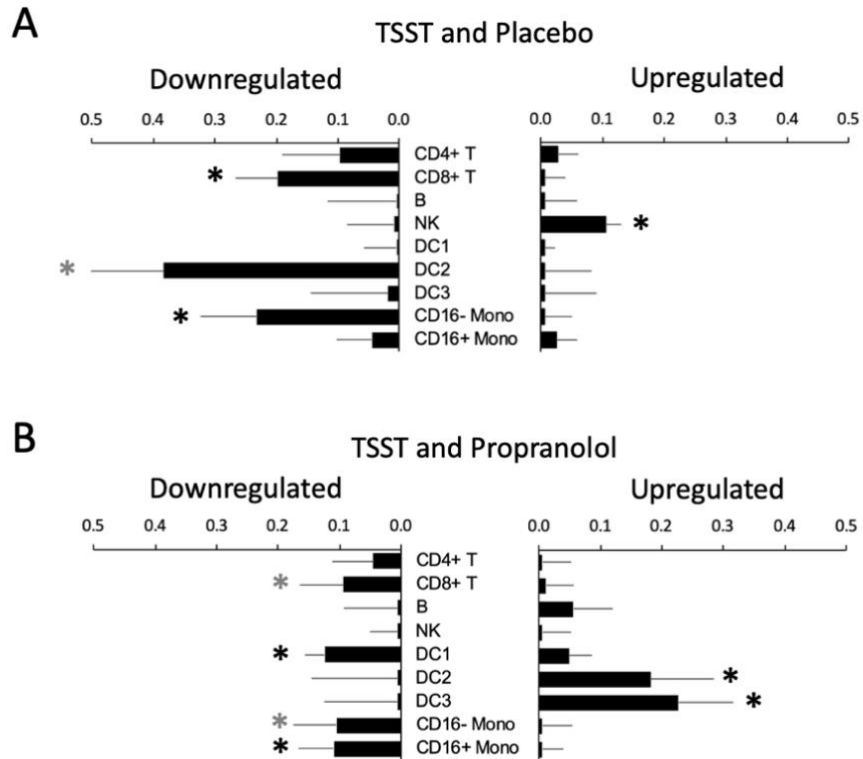 A
TSST and Placebo
Downregulated Upregulated
0.5 0.4 0.3 0.2 0.1 0.0 0.0 0.1 0.2 0.3 0.4 0.5
CD4+ T
* CD8+ T
B
NK *
DC1
* DC2
DC3
* CD16- Mono
CD16+ Mono
B
TSST and Propranolol
Downregulated Upregulated
0.5 0.4 0.3 0.2 0.1 0.0 0.0 0.1 0.2 0.3 0.4 0.5
CD4+ T
* CD8+ T
B
NK
* DC1
DC2 *
DC3 *
* CD16- Mono
* CD16+ Mono